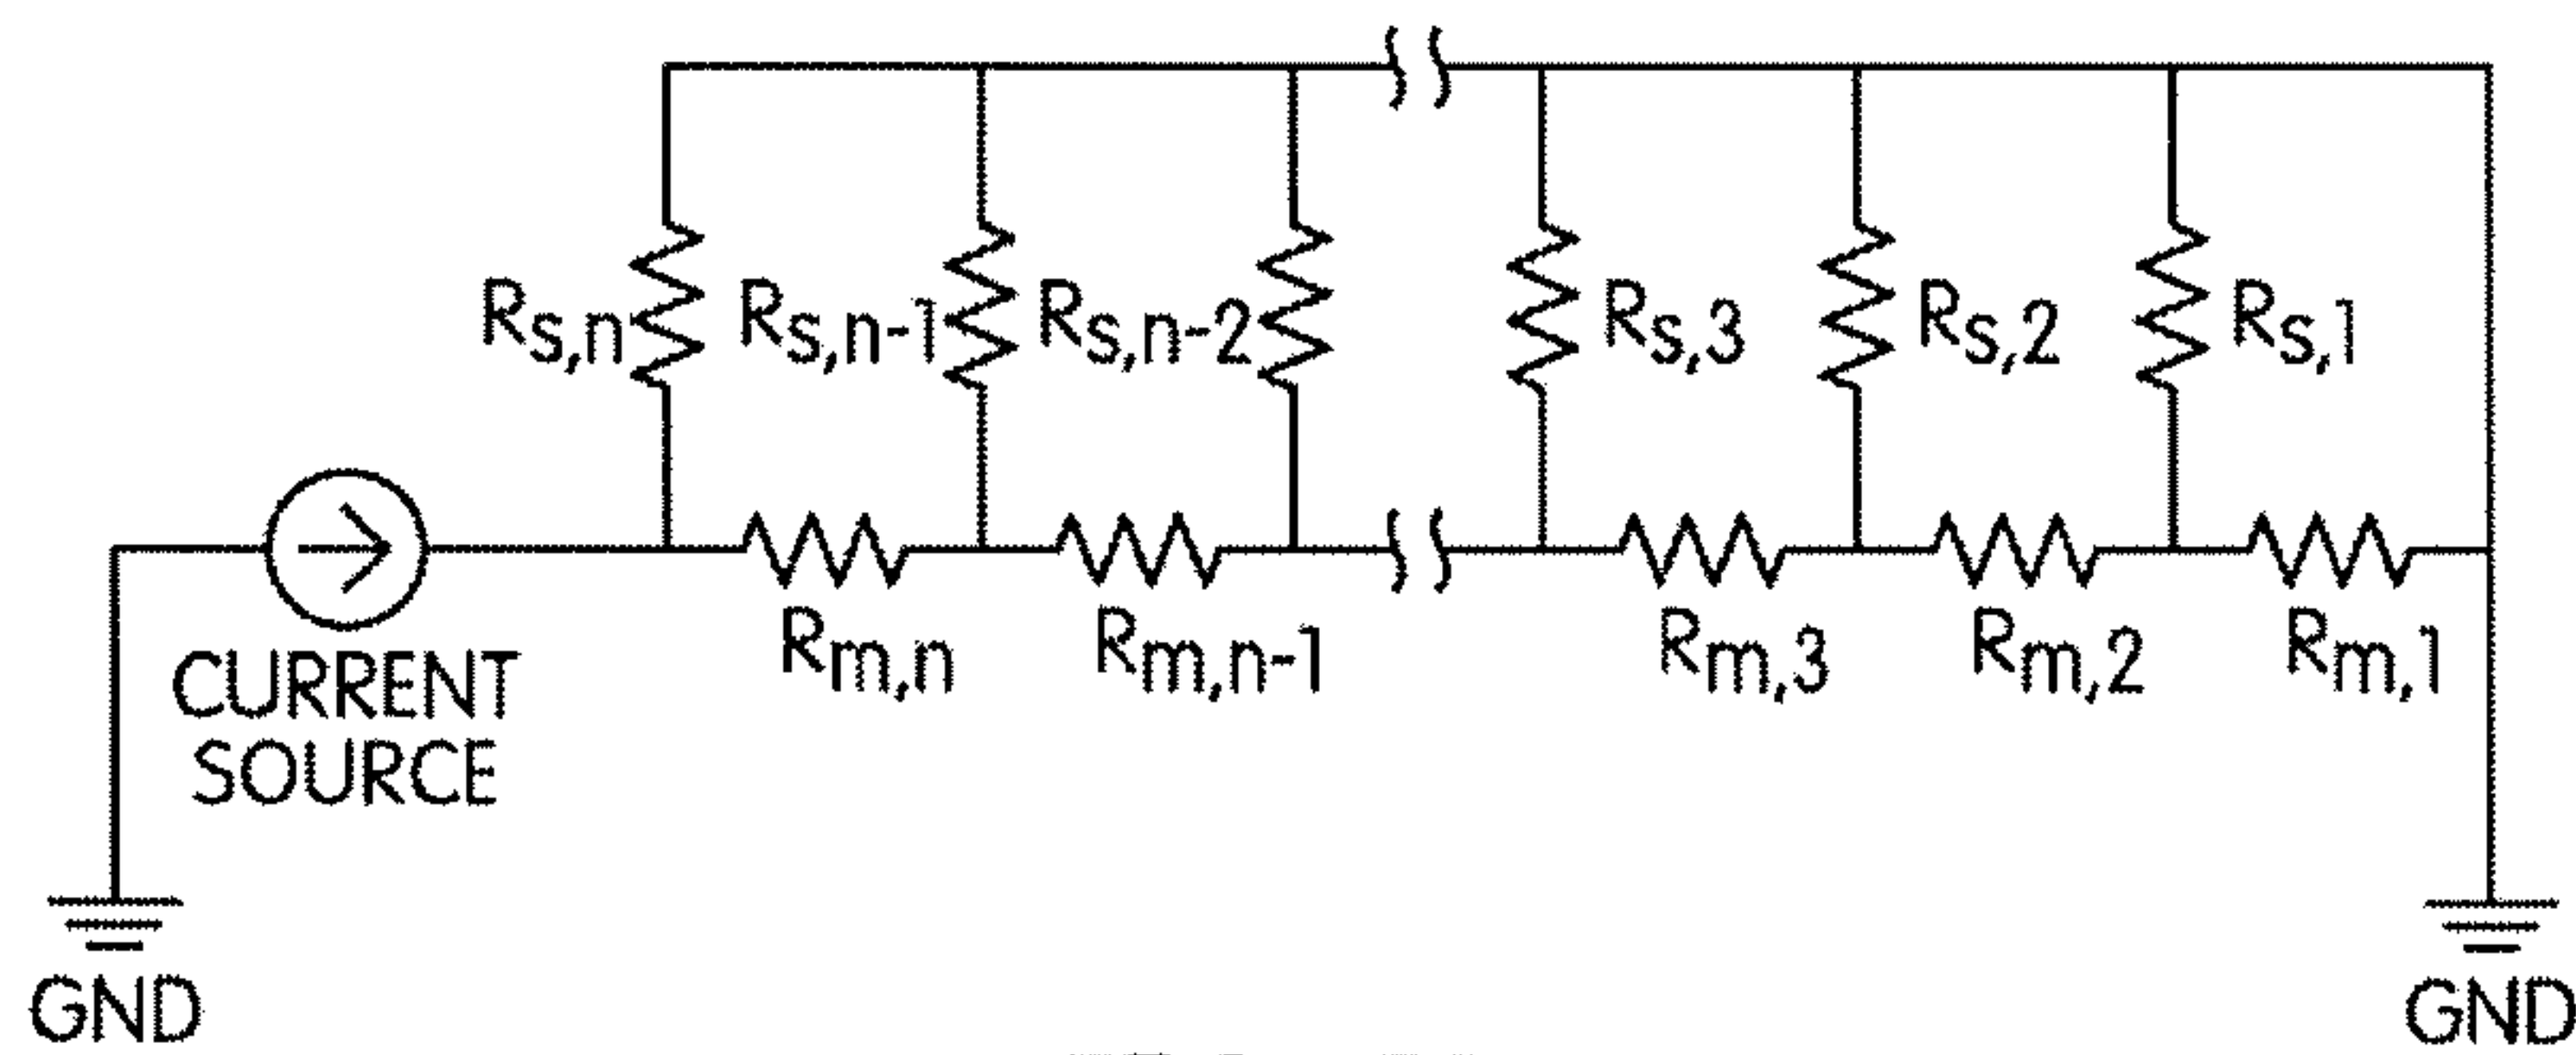 Rs,n
Rs,n-1
Rs,n-2
Rs,3
Rs,2
Rs,1
CURRENT
SOURCE
Rm,n
Rm,n-1
Rm,3
Rm,2
Rm,1
GND
GND